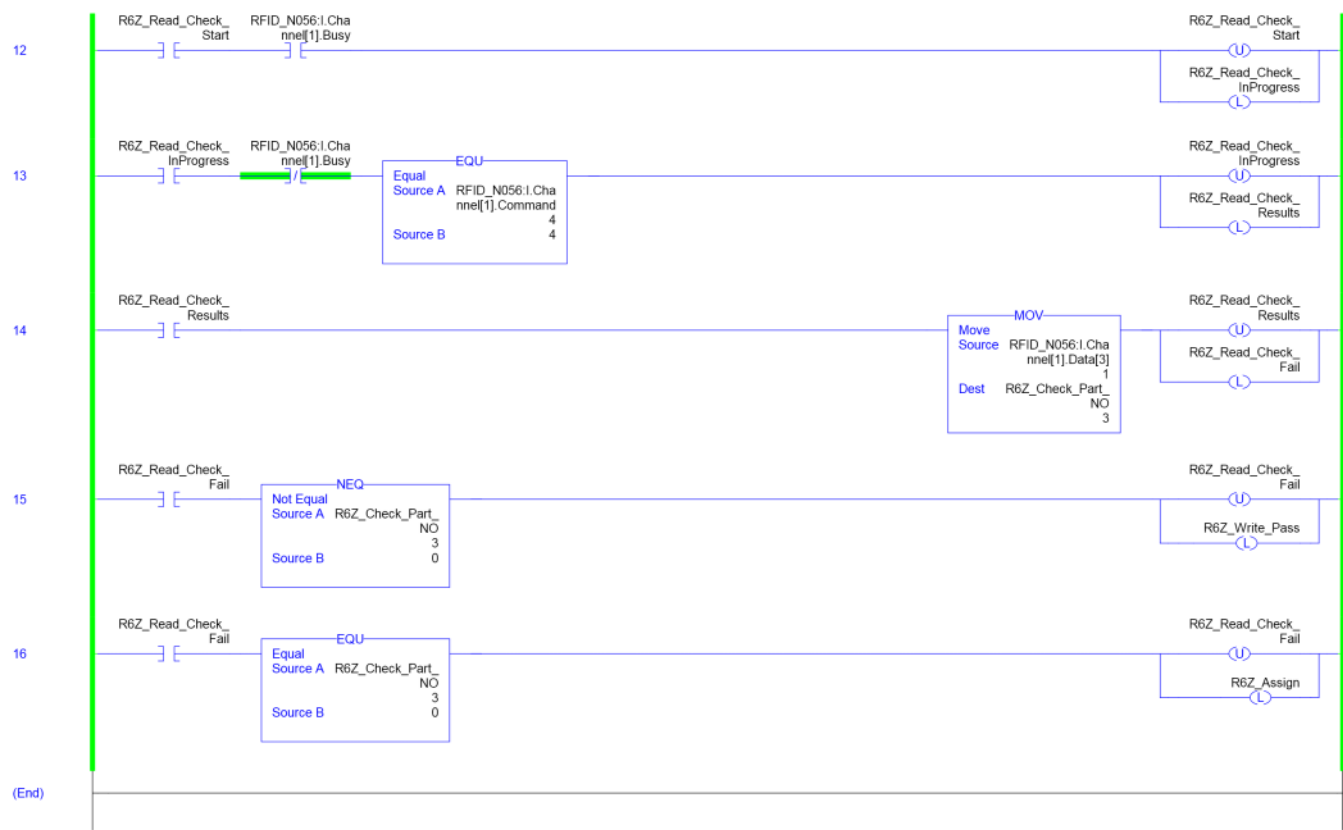 R6Z_Read_Check_ RFID_N056:I.Cha R6Z_Read_Check_
Start nnel[1].Busy Start
12
U
R6Z_Read_Check_
InProgress
L
R6Z_Read_Check_ RFID_N056:I.Cha R6Z_Read_Check_
InProgress nnel[1].Busy InProgress
EQU
13
/
U
Equal
Source A RFID_N056:I.Cha
nnel[1].Command
4
Source B 4
R6Z_Read_Check_
Results
L
R6Z_Read_Check_ R6Z_Read_Check_
Results Results
MOV
14
U
Move
Source RFID_N056:I.Cha
nnel[1].Data[3]
1
Dest R6Z_Check_Part_
NO
3
R6Z_Read_Check_
Fail
L
R6Z_Read_Check_ R6Z_Read_Check_
Fail Fail
NEQ
15
U
Not Equal
Source A R6Z_Check_Part_
NO
3
Source B 0
R6Z_Write_Pass
L
R6Z_Read_Check_ R6Z_Read_Check_
Fail Fail
EQU
16
U
Equal
Source A R6Z_Check_Part_
NO
3
Source B 0
R6Z_Assign
L
(End)